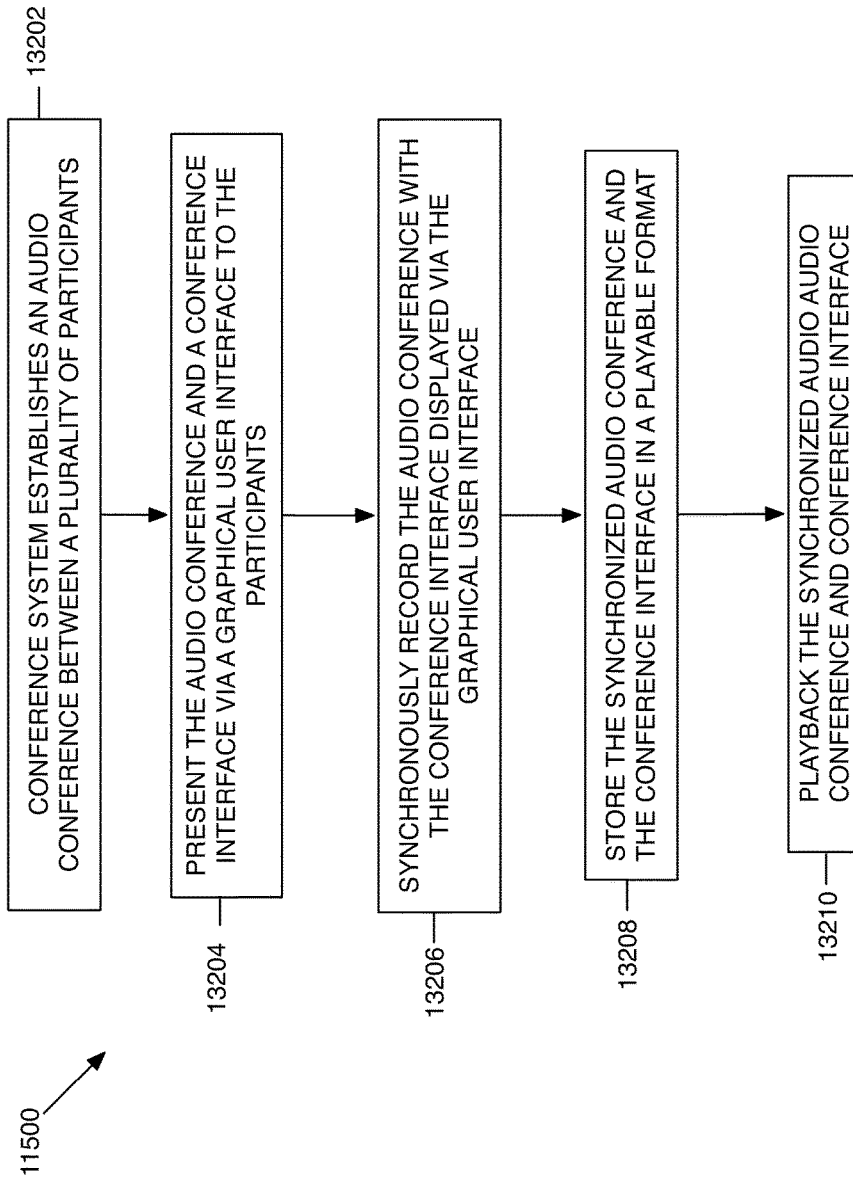 11500
CONFERENCE SYSTEM ESTABLISHES AN AUDIO
CONFERENCE BETWEEN A PLURALITY OF PARTICIPANTS
13202
PRESENT THE AUDIO CONFERENCE AND A CONFERENCE
INTERFACE VIA A GRAPHICAL USER INTERFACE TO THE
PARTICIPANTS
13204
SYNCHRONOUSLY RECORD THE AUDIO CONFERENCE WITH
THE CONFERENCE INTERFACE DISPLAYED VIA THE
GRAPHICAL USER INTERFACE
13206
STORE THE SYNCHRONIZED AUDIO CONFERENCE AND
THE CONFERENCE INTERFACE IN A PLAYABLE FORMAT
13208
PLAYBACK THE SYNCHRONIZED AUDIO AUDIO
CONFERENCE AND CONFERENCE INTERFACE
13210